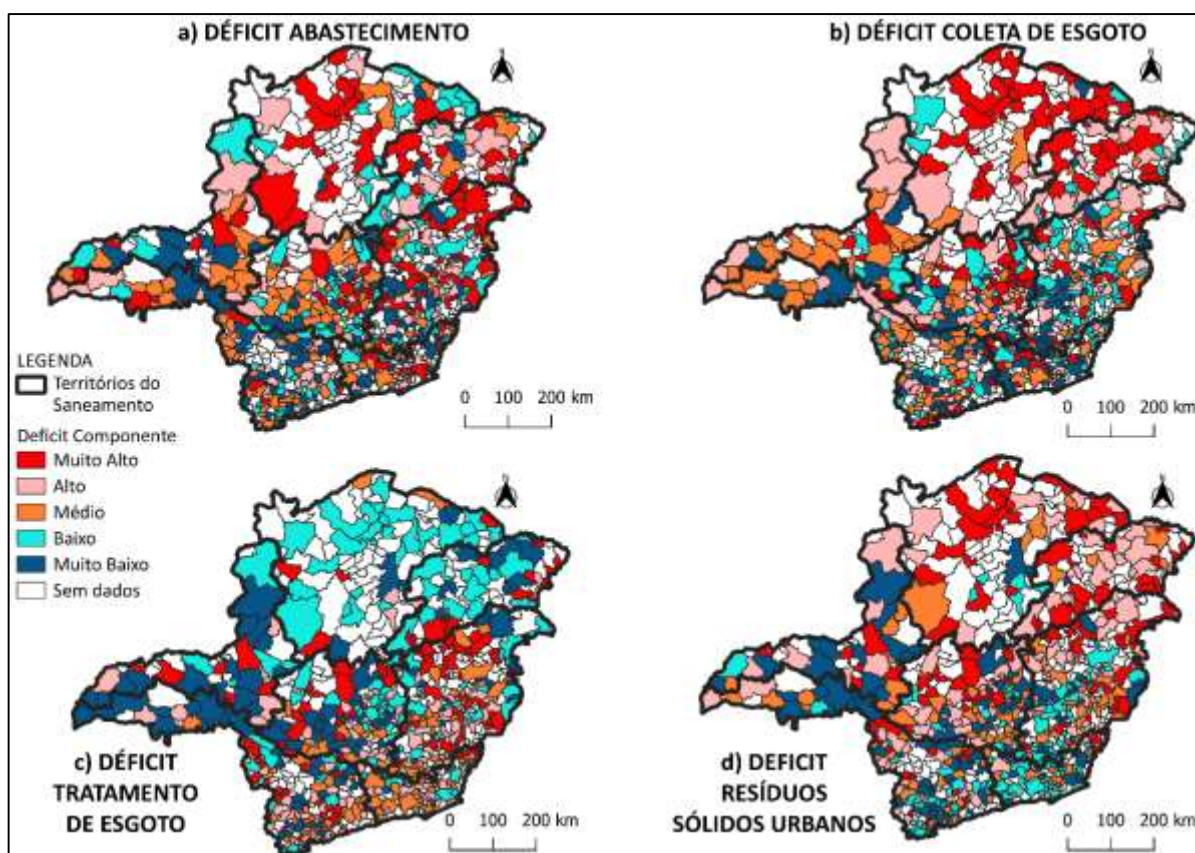 a) DÉFICIT ABASTECIMENTO
b) DÉFICIT COLETA DE ESGOTO
N
N
LEGENDA
Territórios do
Saneamento
0 100 200 km
0 100 200 km
Deficit Componente
Muito Alto
Alto
Médio
Baixo
Muito Baixo
Sem dados
N
N
c) DÉFICIT
TRATAMENTO
DE ESGOTO
0 100 200 km
d) DEFICIT
RESÍDUOS
SÓLIDOS URBANOS
0 100 200 km